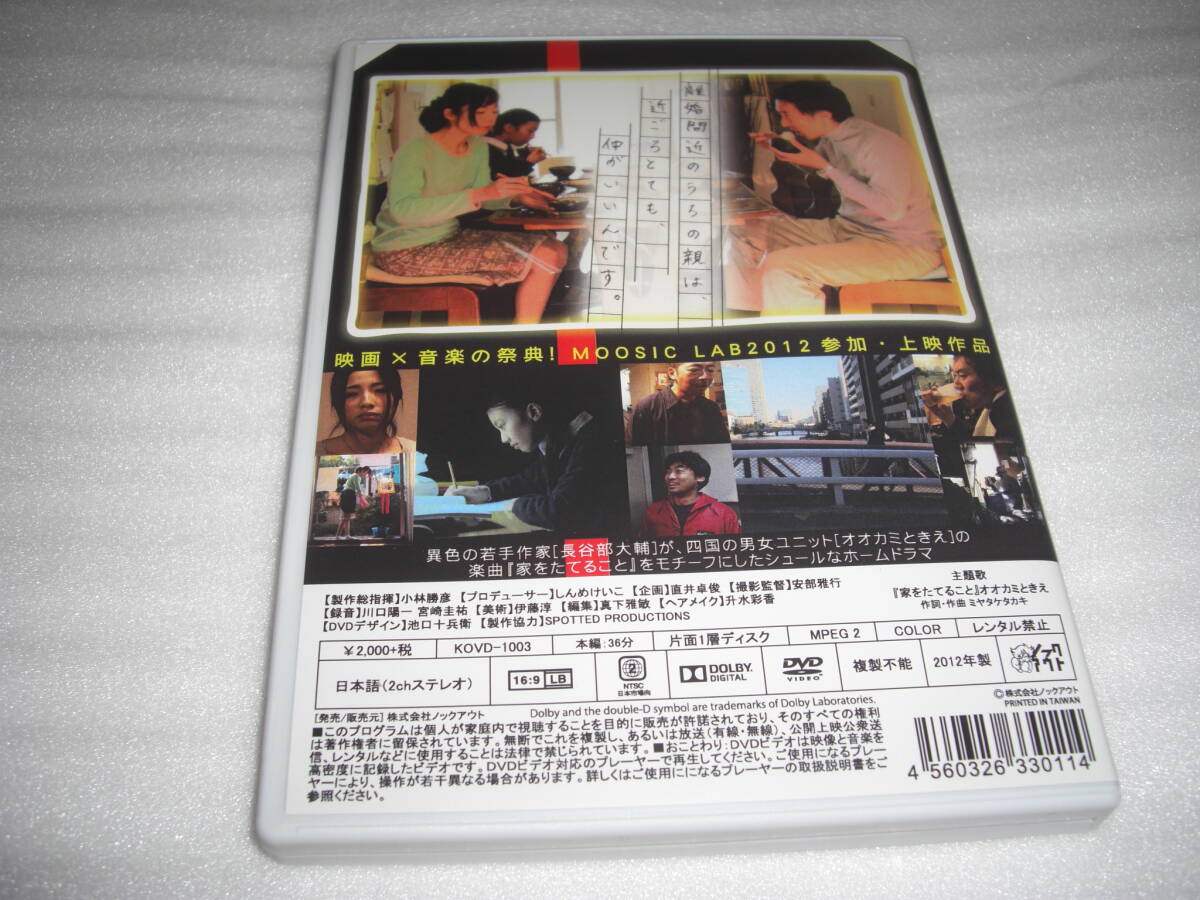 離婚間近のうちの親は、
近ごろとても、
仲がいいんです。
映画×音楽の祭典! MOOSIC LAB2012参加・上映作品
異色の若手作家[長谷部大輔]が、四国の男女ユニット[オオカミときえ]の
楽曲『家をたてること』をモチーフにしたシュールなホームドラマ
【製作総指揮】小林勝彦 【プロデューサー】しんめけいこ 【企画】直井卓俊 【撮影監督】安部雅行
【録音】川口陽一 宮崎圭祐 【美術】伊藤淳 【編集】真下雅敏 【ヘアメイク】升水彩香
【DVDデザイン】池口十兵衛 【製作協力】SPOTTED PRODUCTIONS
主題歌
『家をたてること』オオカミときえ
作詞・作曲 ミヤタケタカキ
¥2,000+税 KOVD-1003 本編:36分 片面1層ディスク MPEG 2 COLOR レンタル禁止
日本語(2chステレオ) 16:9 LB 2 NTSC 日本市場向 DOLBY DIGITAL DVD VIDEO 複製不能 2012年製 ノックアウト
©株式会社ノックアウト
PRINTED IN TAIWAN
[発売/販売元] 株式会社ノックアウト Dolby and the double-D symbol are trademarks of Dolby Laboratories.
■このプログラムは個人が家庭内で視聴することを目的に販売が許諾されており、そのすべての権利
は著作権者に留保されています。無断でこれを複製し、あるいは放送(有線・無線)、公開上映公衆送
信、レンタルなどに使用することは法律で禁じられています。■おことわり:DVDビデオは映像と音楽を
高密度に記録したビデオです。DVDビデオ対応のプレーヤーで再生してください。ご使用になるプレー
ヤーにより、操作が若干異なる場合があります。詳しくはご使用にになるプレーヤーの取扱説明書をご
参照ください。
4 560326 330114